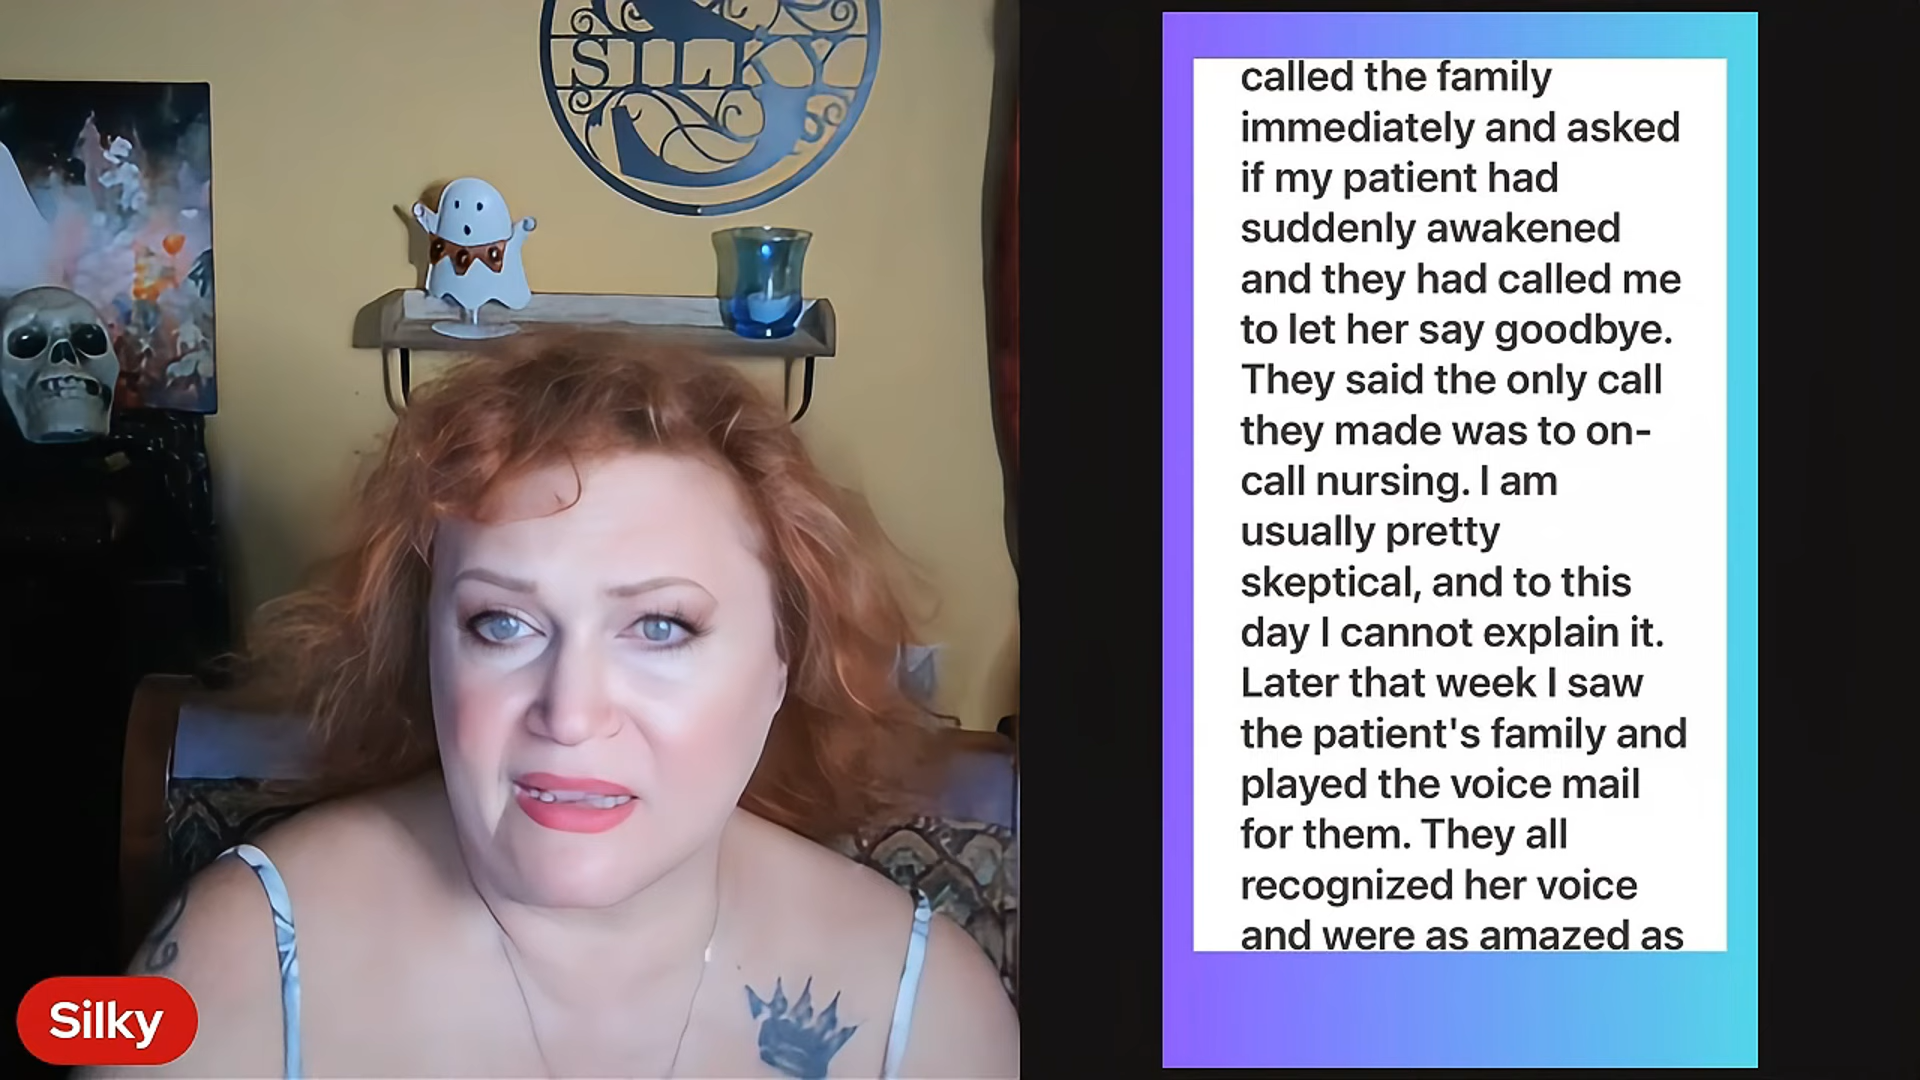 SILKY
called the family
immediately and asked
if my patient had
suddenly awakened
and they had called me
to let her say goodbye.
They said the only call
they made was to on-
call nursing. I am
usually pretty
skeptical, and to this
day I cannot explain it.
Later that week I saw
the patient's family and
played the voice mail
for them. They all
recognized her voice
and were as amazed as
Silky